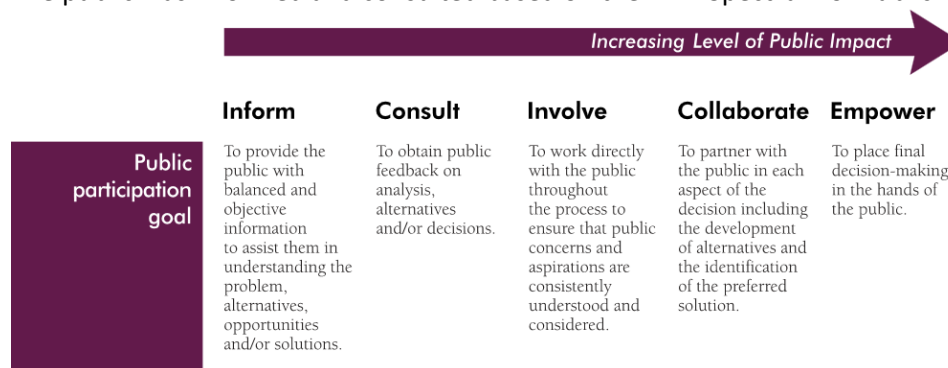 Increasing Level of Public Impact
Inform
Consult
Involve
Collaborate
Empower
Public
participation
goal
To provide the
public with
balanced and
objective
information
to assist them in
understanding the
problem,
alternatives,
opportunities
and/or solutions.
To obtain public
feedback on
analysis,
alternatives
and/or decisions.
To work directly
with the public
throughout
the process to
ensure that public
concerns and
aspirations are
consistently
understood and
considered.
To partner with
the public in each
aspect of the
decision including
the development
of alternatives and
the identification
of the preferred
solution.
To place final
decision-making
in the hands of
the public.